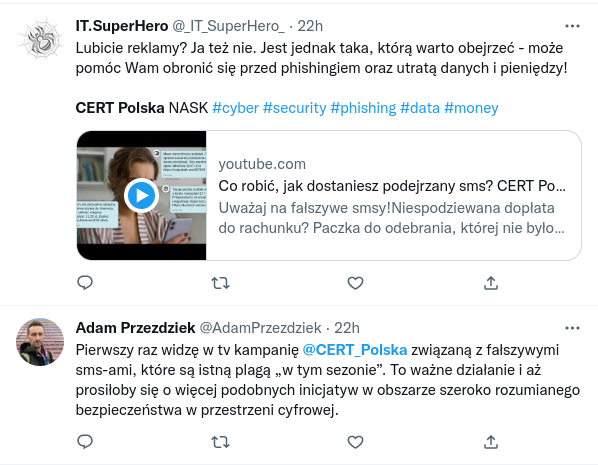 IT.SuperHero @_IT_SuperHero_ · 22h
Lubicie reklamy? Ja też nie. Jest jednak taka, którą warto obejrzeć - może
pomóc Wam obronić się przed phishingiem oraz utratą danych i pieniędzy!
CERT Polska NASK #cyber #security #phishing #data #money
youtube.com
Co robić, jak dostaniesz podejrzany sms? CERT Po...
Uważaj na fałszywe smsy!Niespodziewana dopłata
do rachunku? Paczka do odebrania, której nie było...
Adam Przezdziek @AdamPrzezdziek · 22h
Pierwszy raz widzę w tv kampanię @CERT_Polska związaną z fałszywymi
sms-ami, które są istną plagą „w tym sezonie”. To ważne działanie i aż
prosiłoby się o więcej podobnych inicjatyw w obszarze szeroko rozumianego
bezpieczeństwa w przestrzeni cyfrowej.